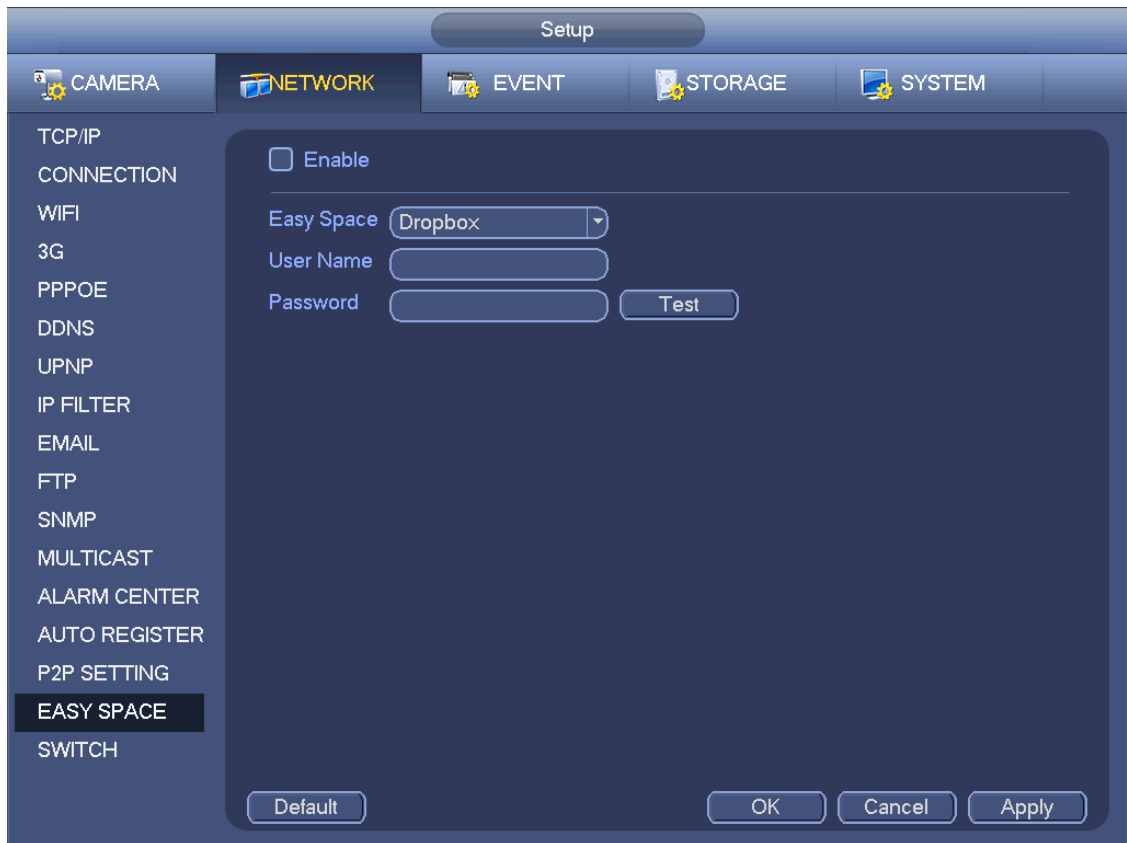 Setup
CAMERA
NETWORK
EVENT
STORAGE
SYSTEM
TCP/IP
CONNECTION
WIFI
3G
PPPOE
DDNS
UPNP
IP FILTER
EMAIL
FTP
SNMP
MULTICAST
ALARM CENTER
AUTO REGISTER
P2P SETTING
EASY SPACE
SWITCH
Enable
Easy Space Dropbox
User Name
Password Test
Default OK Cancel Apply